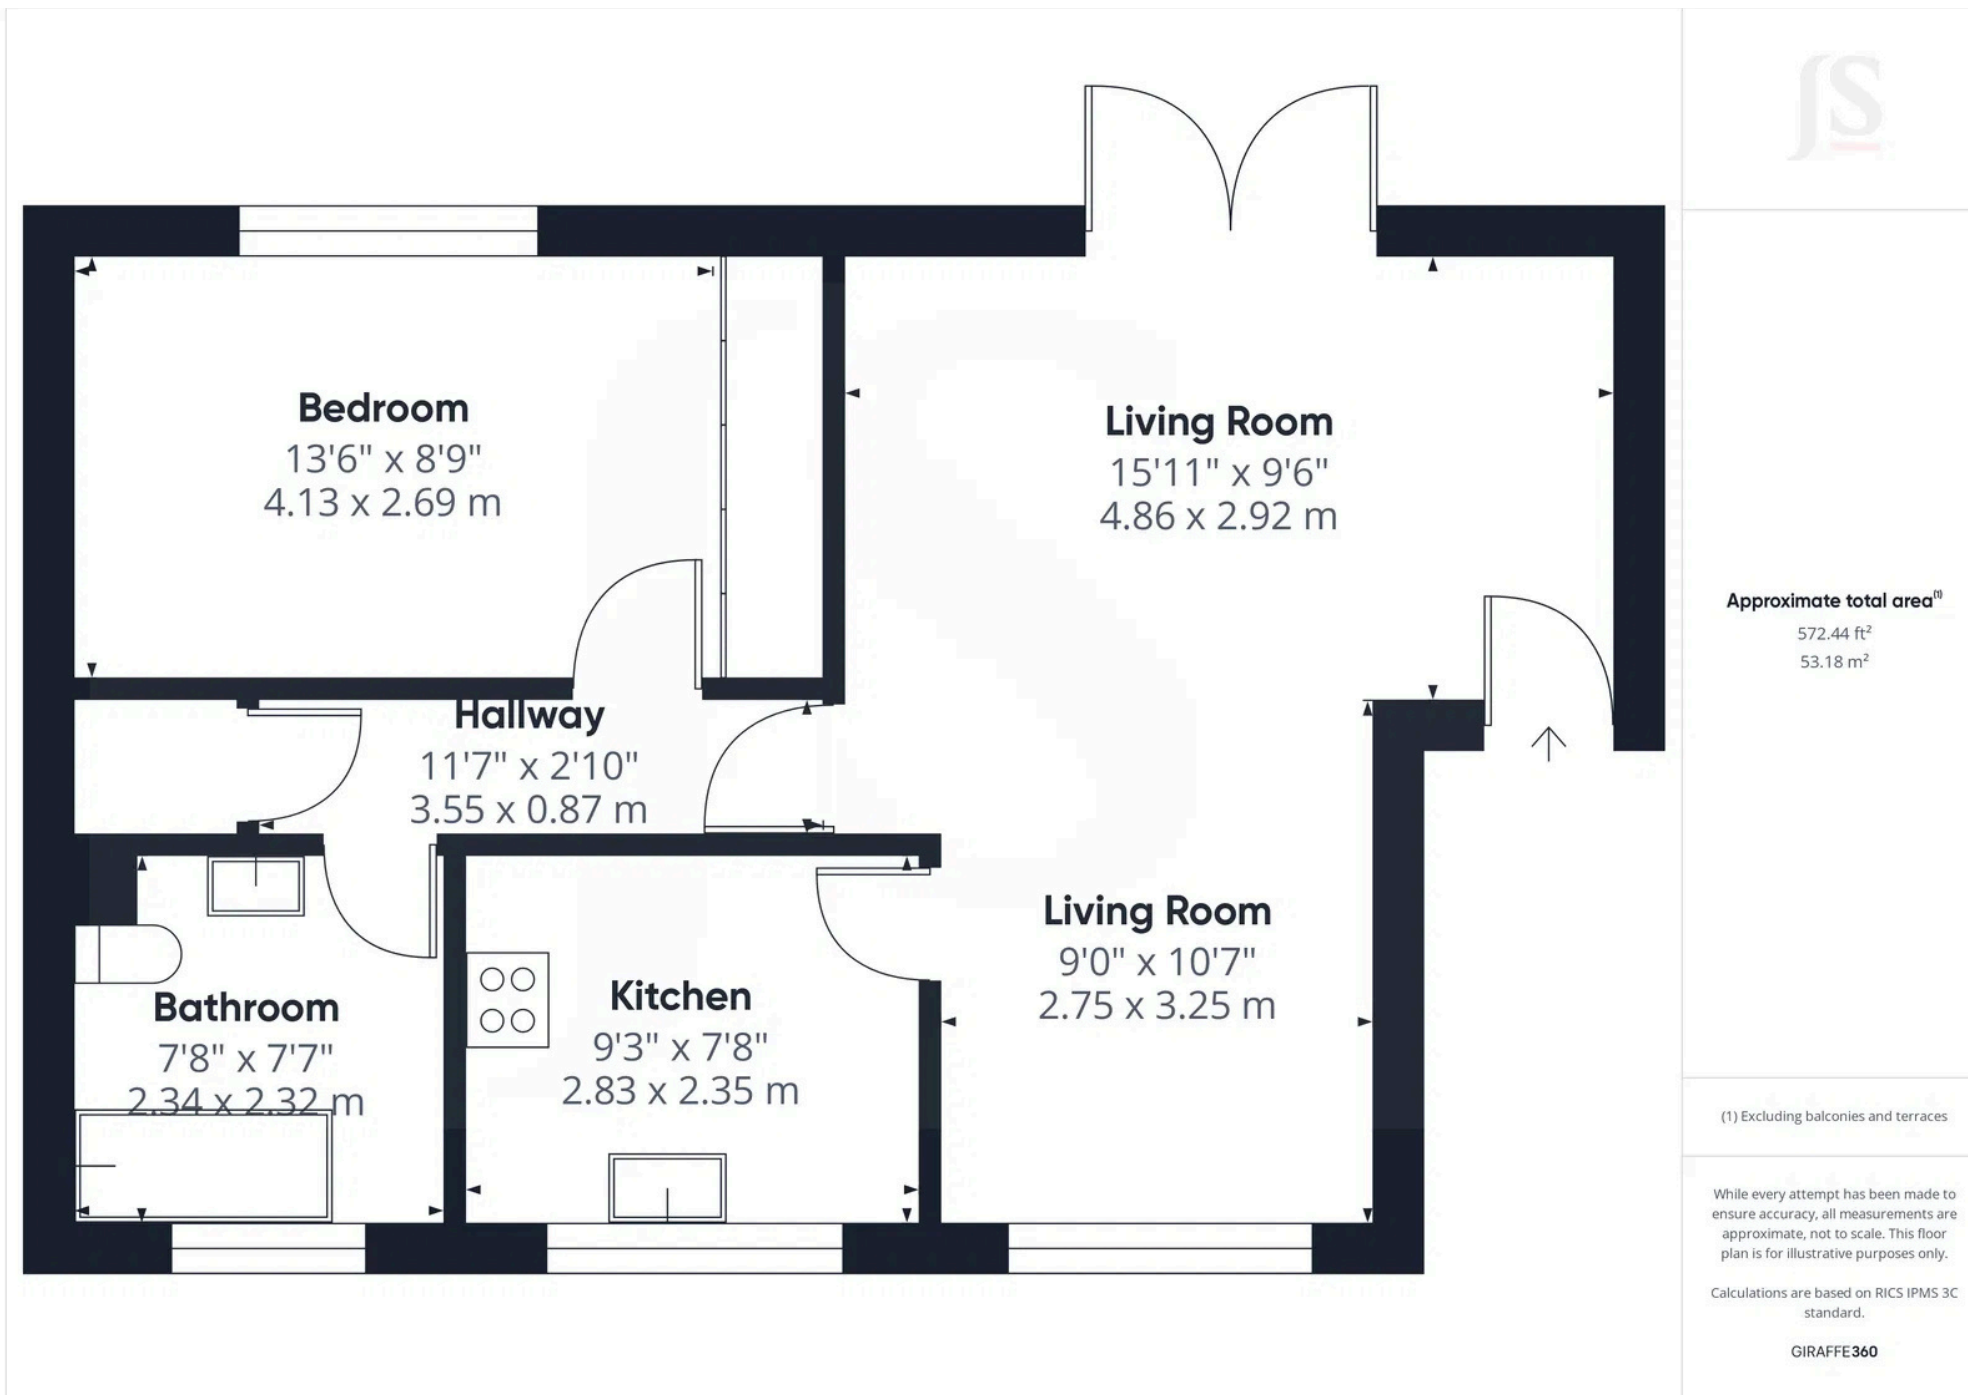 JS
Bedroom
13'6" x 8'9"
4.13 x 2.69 m
Living Room
15'11" x 9'6"
4.86 x 2.92 m
Hallway
11'7" x 2'10"
3.55 x 0.87 m
Bathroom
7'8" x 7'7"
2.34 x 2.32 m
Kitchen
9'3" x 7'8"
2.83 x 2.35 m
Living Room
9'0" x 10'7"
2.75 x 3.25 m
Approximate total area(1)
572.44 ft²
53.18 m²
(1) Excluding balconies and terraces
While every attempt has been made to
ensure accuracy, all measurements are
approximate, not to scale. This floor
plan is for illustrative purposes only.
Calculations are based on RICS IPMS 3C
standard.
GIRAFFE360